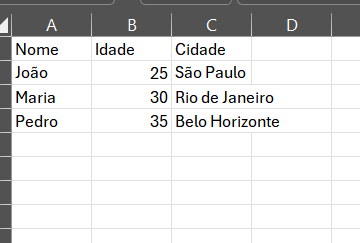 A B C D
Nome Idade Cidade
João 25 São Paulo
Maria 30 Rio de Janeiro
Pedro 35 Belo Horizonte